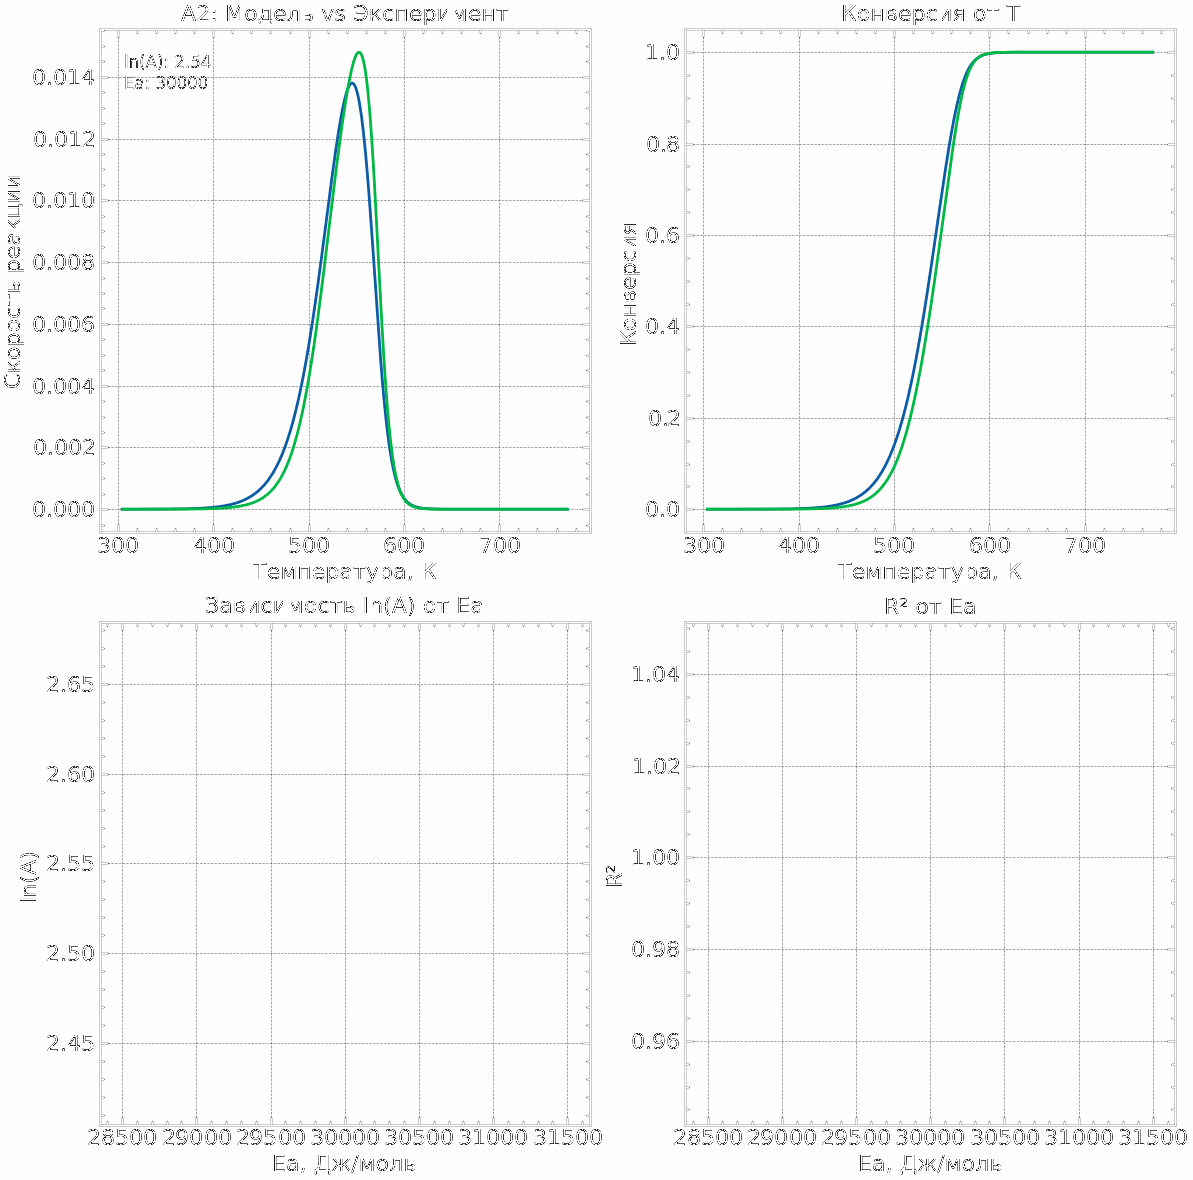 A2: Модель vs Эксперимент
ln(A): 2.54
Ea: 30000
Скорость реакции
0.014
0.012
0.010
0.008
0.006
0.004
0.002
0.000
300 400 500 600 700
Температура, K
Конверсия от T
Конверсия
1.0
0.8
0.6
0.4
0.2
0.0
300 400 500 600 700
Температура, K
Зависимость ln(A) от Ea
ln(A)
2.65
2.60
2.55
2.50
2.45
28500 29000 29500 30000 30500 31000 31500
Ea, Дж/моль
R² от Ea
R²
1.04
1.02
1.00
0.98
0.96
28500 29000 29500 30000 30500 31000 31500
Ea, Дж/моль